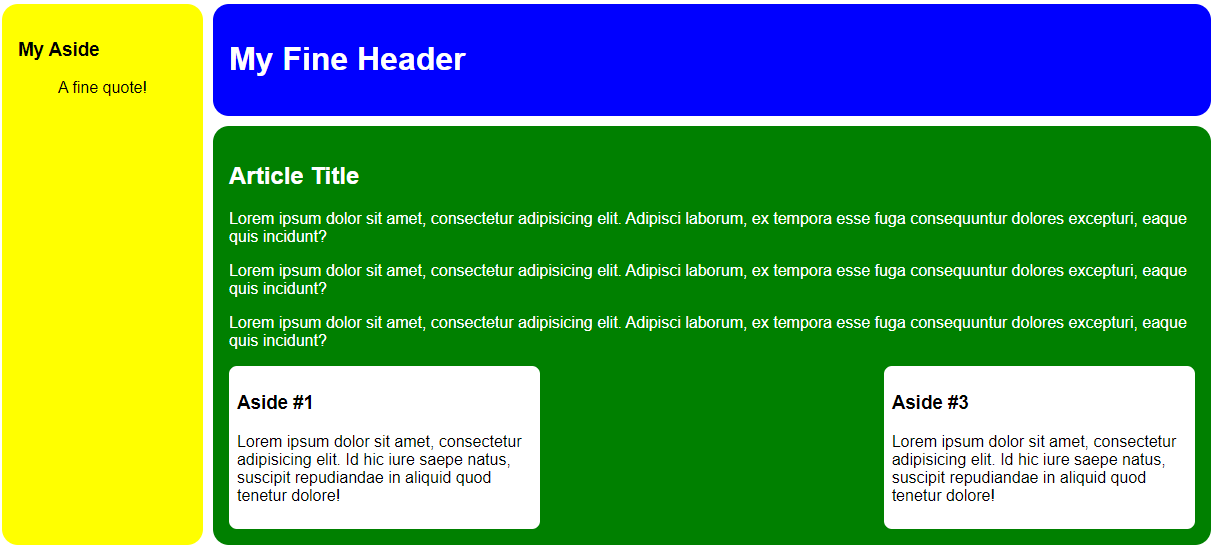 My Aside
A fine quote!
My Fine Header
Article Title
Lorem ipsum dolor sit amet, consectetur adipisicing elit. Adipisci laborum, ex tempora esse fuga consequuntur dolores excepturi, eaque
quis incidunt?
Lorem ipsum dolor sit amet, consectetur adipisicing elit. Adipisci laborum, ex tempora esse fuga consequuntur dolores excepturi, eaque
quis incidunt?
Lorem ipsum dolor sit amet, consectetur adipisicing elit. Adipisci laborum, ex tempora esse fuga consequuntur dolores excepturi, eaque
quis incidunt?
Aside #1
Lorem ipsum dolor sit amet, consectetur
adipisicing elit. Id hic iure saepe natus,
suscipit repudiandae in aliquid quod
tenetur dolore!
Aside #3
Lorem ipsum dolor sit amet, consectetur
adipisicing elit. Id hic iure saepe natus,
suscipit repudiandae in aliquid quod
tenetur dolore!